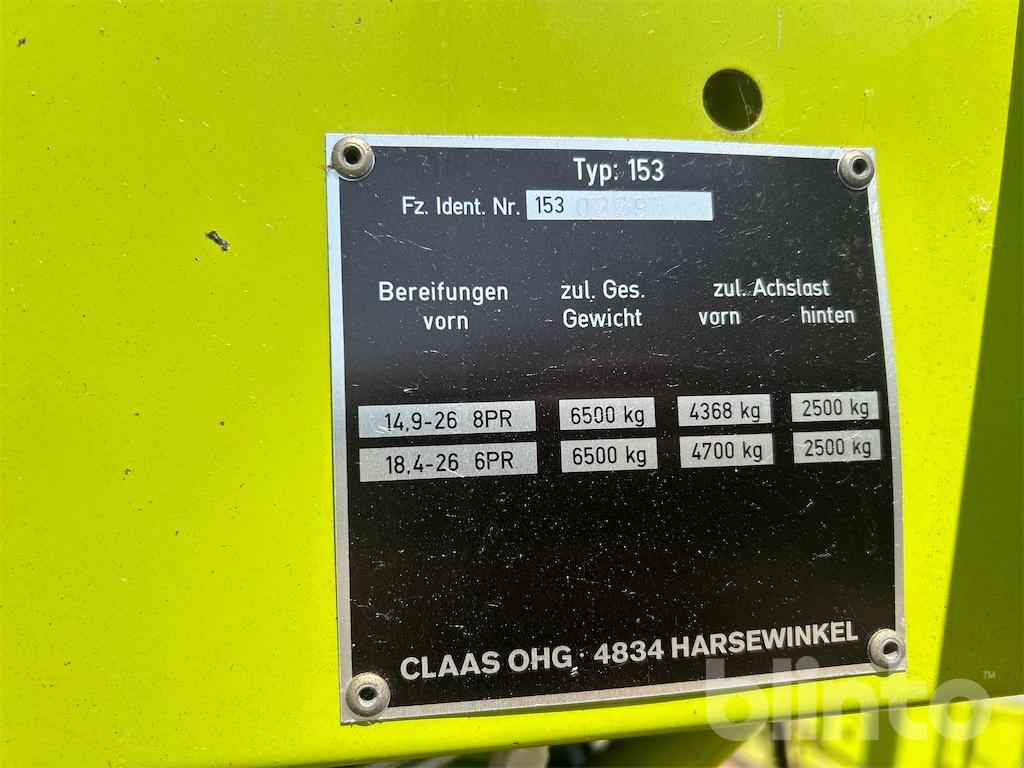 Typ: 153
Fz. Ident. Nr. 153
Bereifungen vorn
zul. Ges. Gewicht
zul. Achslast
vorn hinten
14,9-26 8PR 6500 kg 4368 kg 2500 kg
18,4-26 6PR 6500 kg 4700 kg 2500 kg
CLAAS OHG · 4834 HARSEWINKEL
blinto™